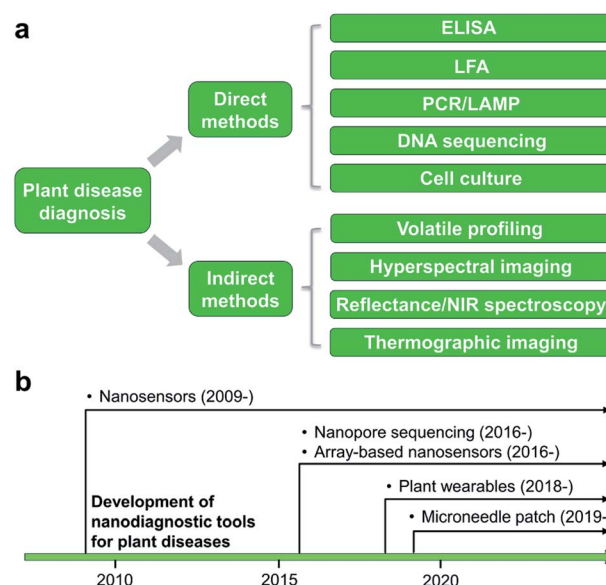 a
Plant disease
diagnosis
Direct
methods
ELISA
LFA
PCR/LAMP
DNA sequencing
Cell culture
Indirect
methods
Volatile profiling
Hyperspectral imaging
Reflectance/NIR spectroscopy
Thermographic imaging
b
• Nanosensors (2009-)
• Nanopore sequencing (2016-)
• Array-based nanosensors (2016-)
• Plant wearables (2018-)
• Microneedle patch (2019-
Development of
nanodiagnostic tools
for plant diseases
2010 2015 2020